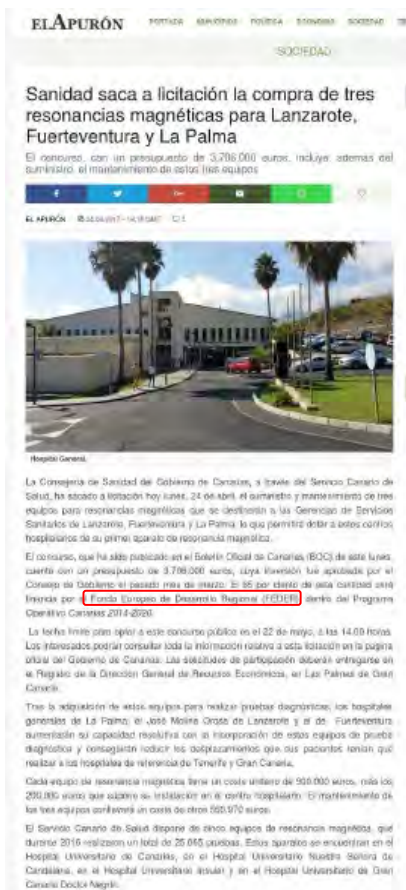 ELAPURÓN PORTADA SERVICIOS POLÍTICA ECONOMÍA SOCIEDAD
SOCIEDAD
Sanidad saca a licitación la compra de tres
resonancias magnéticas para Lanzarote,
Fuerteventura y La Palma
El concurso, con un presupuesto de 3.708.000 euros, incluye, además del
suministro, el mantenimiento de estos tres equipos
EL APURÓN
Hospital General.
La Consejería de Sanidad del Gobierno de Canarias, a través del Servicio Canario de
Salud, ha sacado a licitación hoy lunes, 24 de abril, el suministro y mantenimiento de tres
equipos para resonancias magnéticas que se destinarán a las Gerencias de Servicios
Sanitarios de Lanzarote, Fuerteventura y La Palma, lo que permitirá dotar a estos centros
hospitalarios de su primer aparato de resonancia magnética.
El concurso, que ha sido publicado en el Boletín Oficial de Canarias (BOC) de este lunes,
cuenta con un presupuesto de 3.708.000 euros, cuya inversión fue aprobada por el
Consejo de Gobierno el pasado mes de marzo. El 85 por ciento de esta cantidad está
financia por el Fondo Europeo de Desarrollo Regional (FEDER) dentro del Programa
Operativo Canarias 2014-2020.
La fecha límite para optar a este concurso público es el 22 de mayo, a las 14.00 horas.
Los interesados podrán consultar toda la información relativa a esta licitación en la página
oficial del Gobierno de Canarias. Las solicitudes de participación deberán entregarse en
el Registro de la Dirección General de Recursos Económicos, en Las Palmas de Gran
Canaria.
Tras la adquisición de estos equipos para realizar pruebas diagnósticas, los hospitales
generales de La Palma, el José Molina Orosa de Lanzarote y el de Fuerteventura
aumentarán su capacidad resolutiva con la incorporación de estos equipos de prueba
diagnóstica y conseguirán reducir los desplazamientos que sus pacientes tenían que
realizar a los hospitales de referencia de Tenerife y Gran Canaria.
Cada equipo de resonancia magnética tiene un coste unitario de 900.000 euros, más los
200.000 euros que supone su instalación en el centro hospitalario. El mantenimiento de
los tres equipos conllevará un coste de otros
El Servicio Canario de Salud dispone de cinco equipos de resonancia magnética, que
durante 2016 realizaron un total de 25.065 pruebas. Estos aparatos se encuentran en el
Hospital Universitario de Canarias, en el Hospital Universitario Nuestra Señora de
Candelaria, en el Hospital Universitario Insular y en el Hospital Universitario de Gran
Canaria Doctor Negrín.